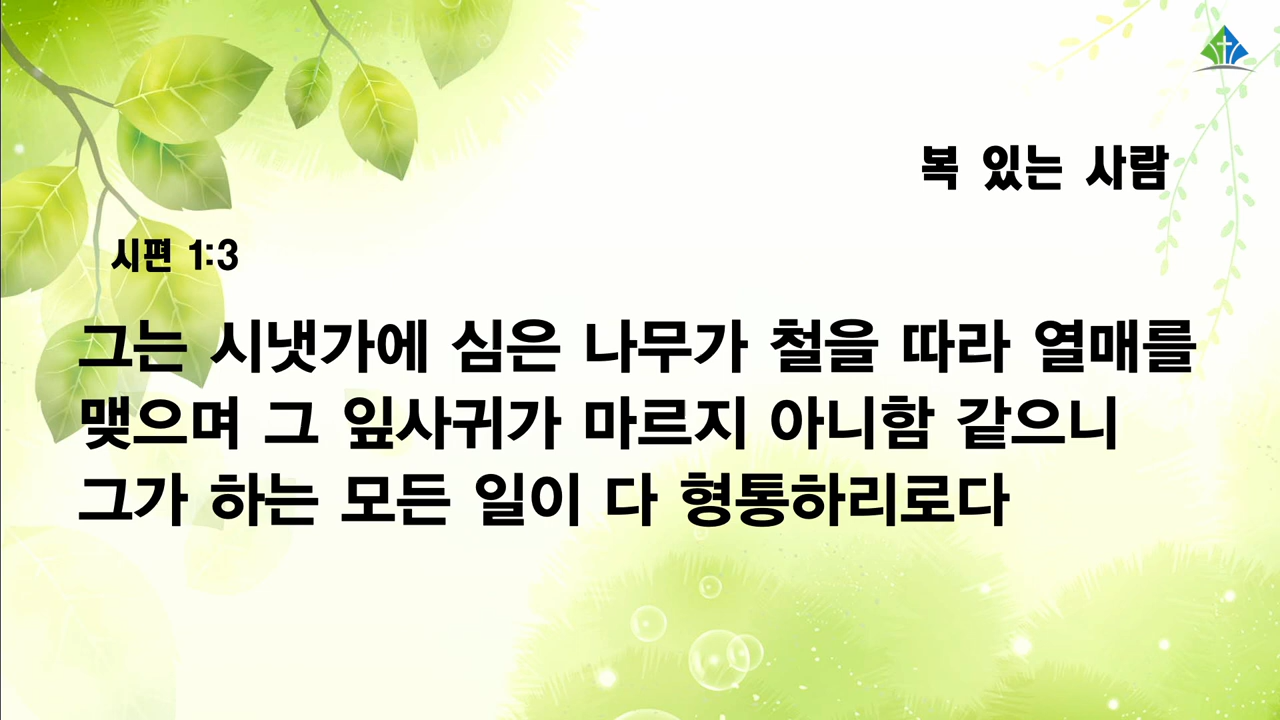 복 있는 사람
시편 1:3
그는 시냇가에 심은 나무가 철을 따라 열매를
맺으며 그 잎사귀가 마르지 아니함 같으니
그가 하는 모든 일이 다 형통하리로다